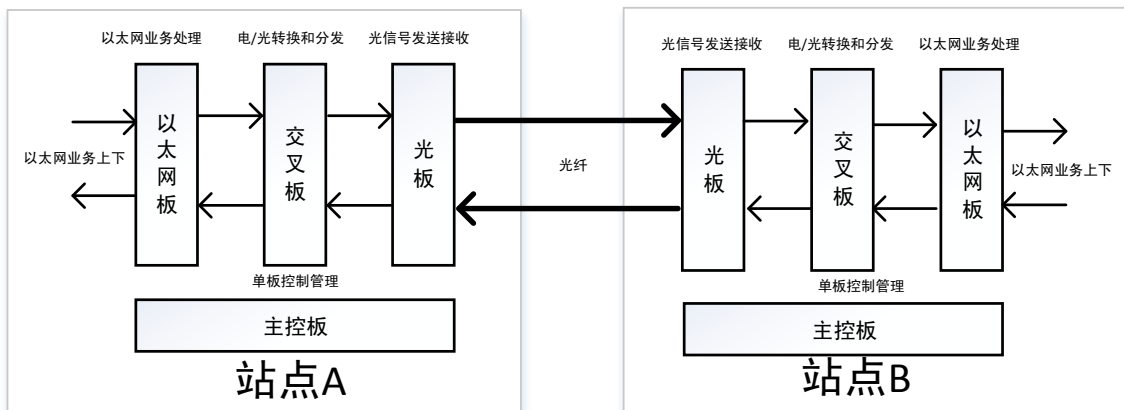 以太网业务处理
电/光转换和分发
光信号发送接收
以太网板
交叉板
光板
以太网业务上下
单板控制管理
主控板
站点A
光纤
光信号发送接收
电/光转换和分发
以太网业务处理
光板
交叉板
以太网板
以太网业务上下
单板控制管理
主控板
站点B